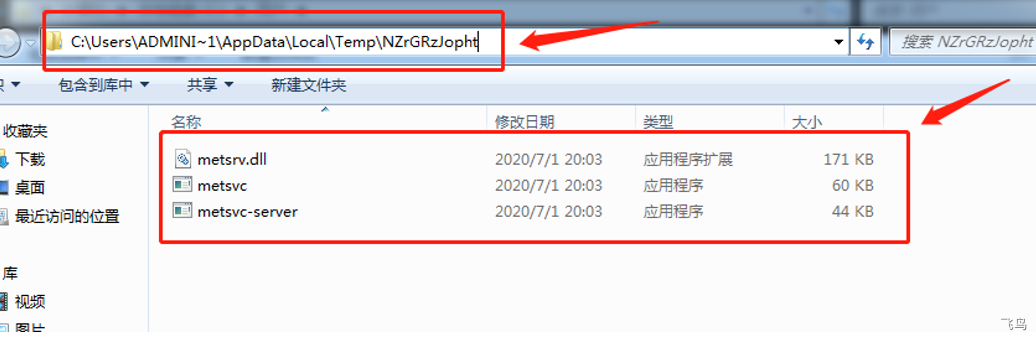 C:\Users\ADMINI~1\AppData\Local\Temp\NZrGRzJopht
搜索 NZrGRzJopht
包含到库中 共享 新建文件夹
收藏夹
名称 修改日期 类型 大小
下载
metsrv.dll 2020/7/1 20:03 应用程序扩展 171 KB
桌面
metsvc 2020/7/1 20:03 应用程序 60 KB
最近访问的位置
metsvc-server 2020/7/1 20:03 应用程序 44 KB
库
视频
图片
飞鸟